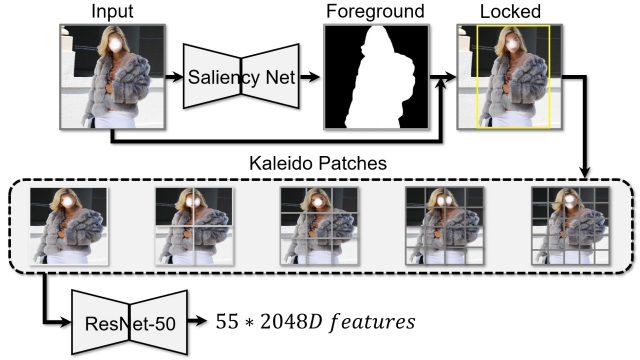 Input
Foreground
Locked
Saliency Net
Kaleido Patches
ResNet-50
55 * 2048D features